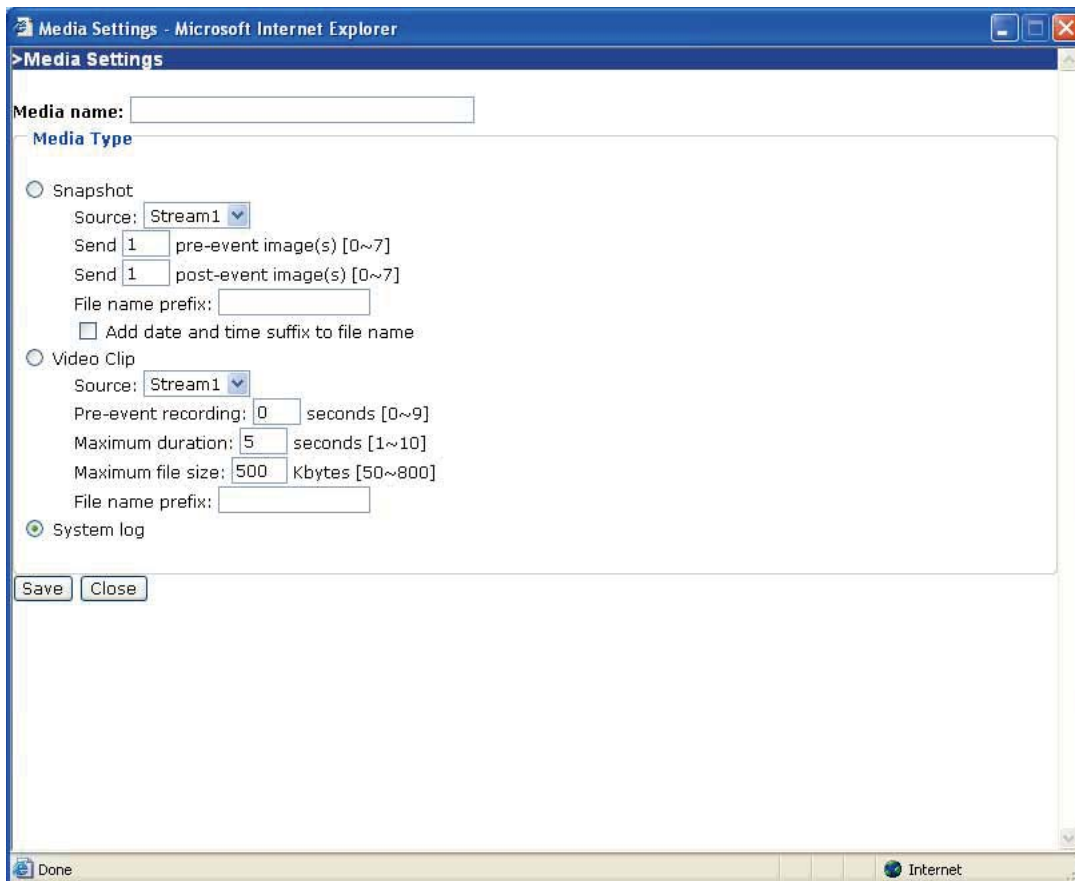 Media Settings - Microsoft Internet Explorer
>Media Settings
Media name:
Media Type
Snapshot
Source: Stream1
Send 1 pre-event image(s) [0~7]
Send 1 post-event image(s) [0~7]
File name prefix:
Add date and time suffix to file name
Video Clip
Source: Stream1
Pre-event recording: 0 seconds [0~9]
Maximum duration: 5 seconds [1~10]
Maximum file size: 500 Kbytes [50~800]
File name prefix:
System log
Save Close
Done Internet